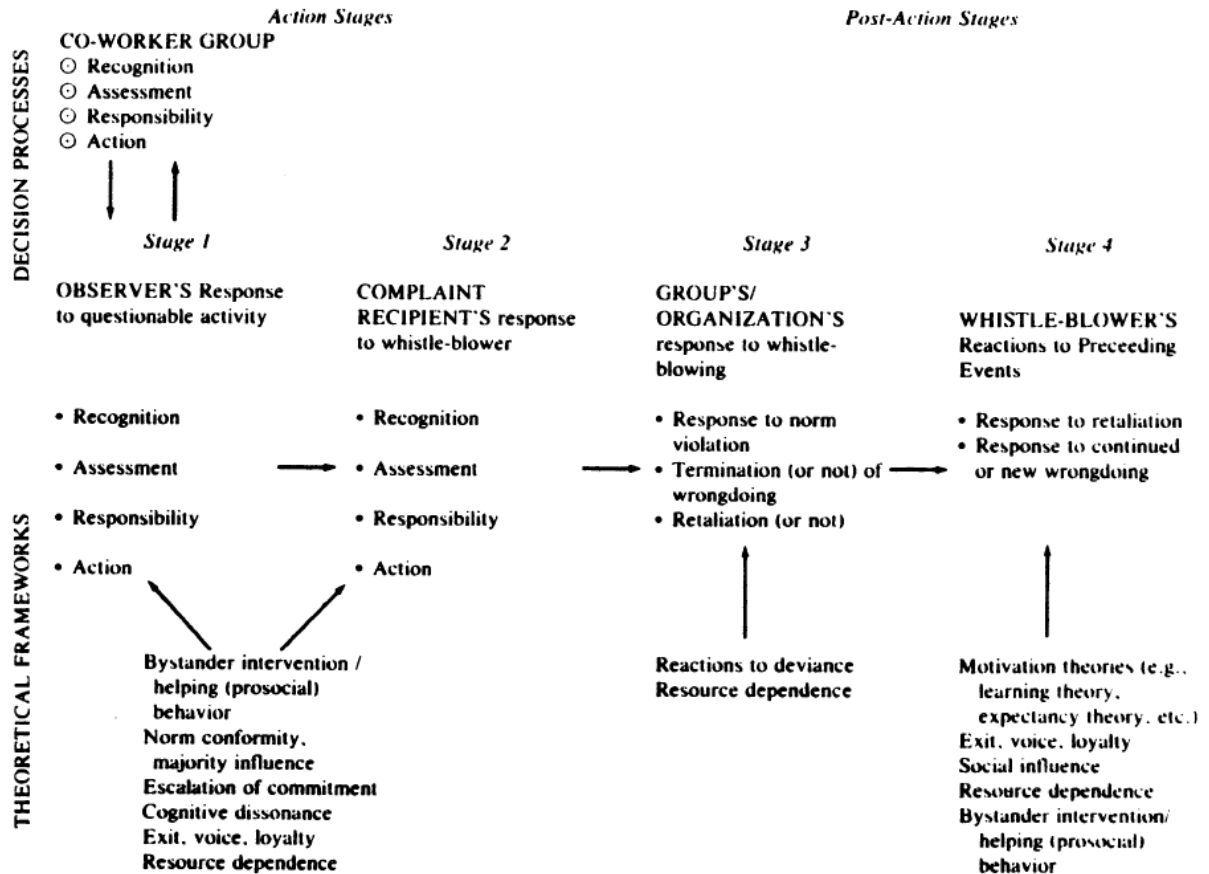 Action Stages
Post-Action Stages
DECISION PROCESSES
CO-WORKER GROUP
⊙ Recognition
⊙ Assessment
⊙ Responsibility
⊙ Action
Stage 1
Stage 2
Stage 3
Stage 4
OBSERVER'S Response
to questionable activity
COMPLAINT
RECIPIENT'S response
to whistle-blower
GROUP'S/
ORGANIZATION'S
response to whistle-
blowing
WHISTLE-BLOWER'S
Reactions to Preceeding
Events
• Recognition
• Assessment
• Responsibility
• Action
• Recognition
• Assessment
• Responsibility
• Action
• Response to norm
violation
• Termination (or not) of
wrongdoing
• Retaliation (or not)
• Response to retaliation
• Response to continued
or new wrongdoing
THEORETICAL FRAMEWORKS
Bystander intervention /
helping (prosocial)
behavior
Norm conformity,
majority influence
Escalation of commitment
Cognitive dissonance
Exit, voice, loyalty
Resource dependence
Reactions to deviance
Resource dependence
Motivation theories (e.g.,
learning theory,
expectancy theory, etc.)
Exit, voice, loyalty
Social influence
Resource dependence
Bystander intervention/
helping (prosocial)
behavior